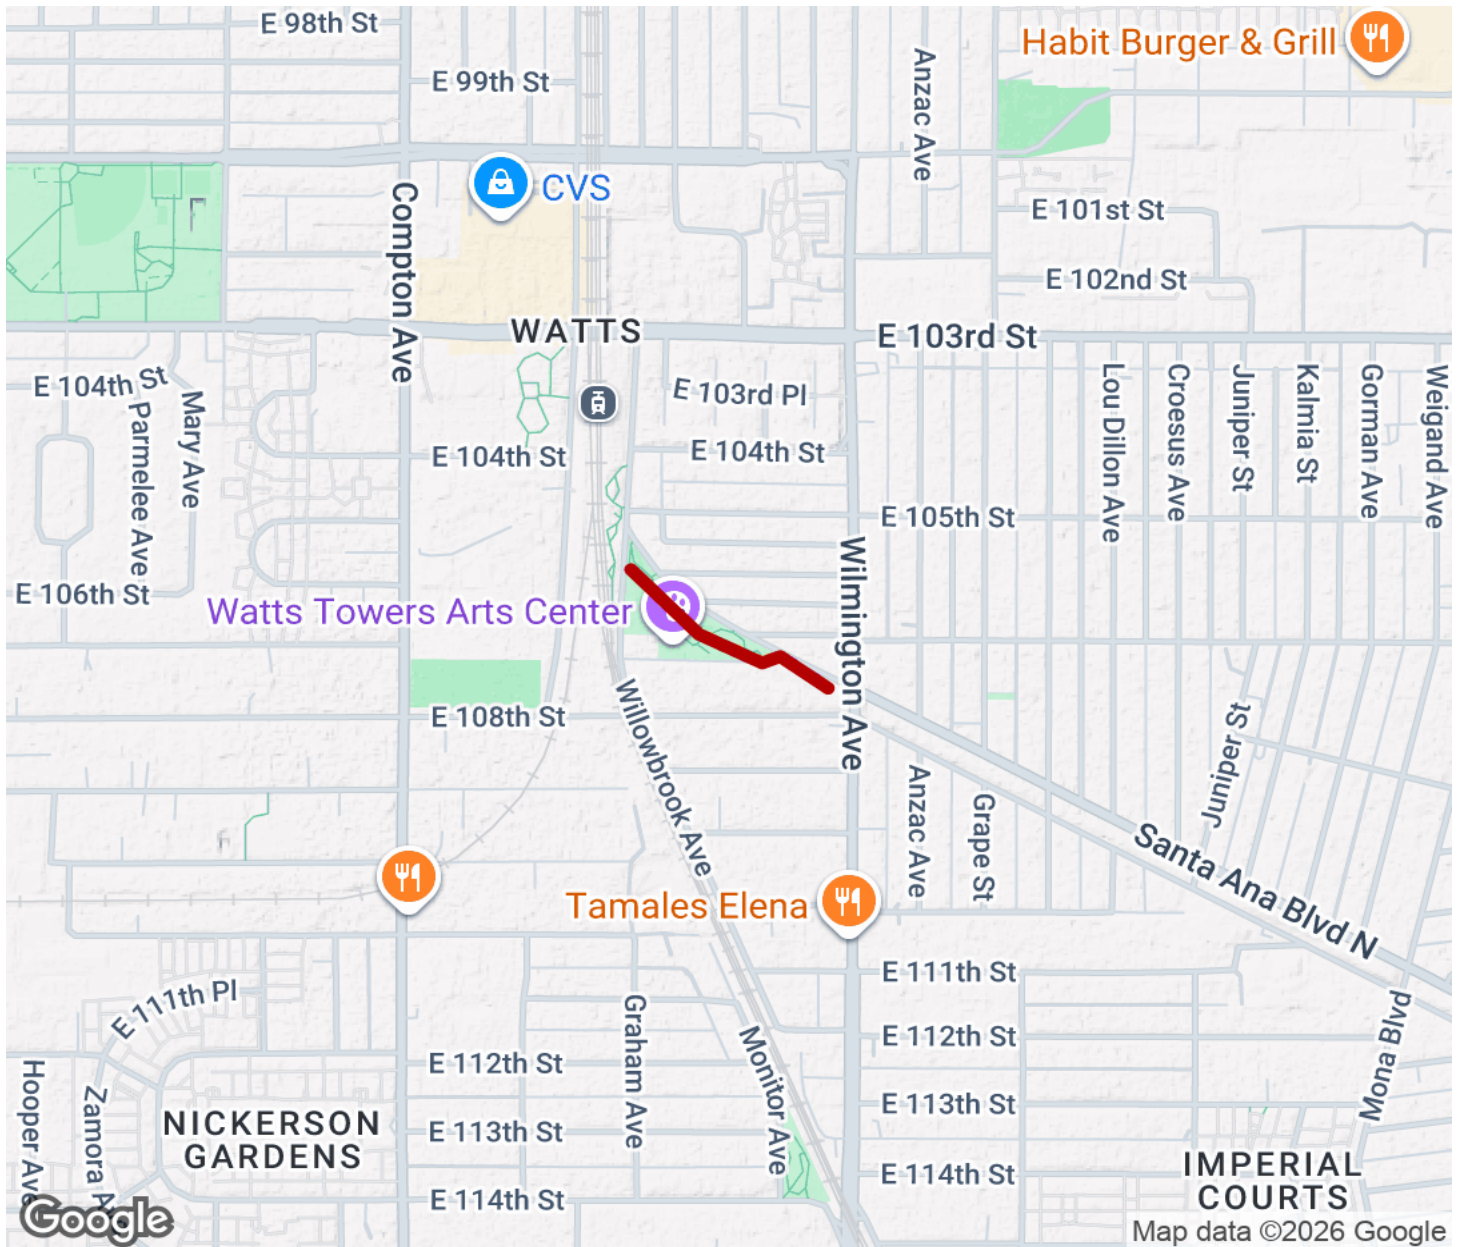 E 98th St
Habit Burger & Grill
E 99th St
Anzac Ave
CVS
Compton Ave
E 101st St
E 102nd St
WATTS
E 103rd St
E 104th St
Parmelee Ave
Mary Ave
E 103rd Pl
E 104th St
E 104th St
Lou Dillon Ave
Croesus Ave
Juniper St
Kalmia St
Gorman Ave
Weigand Ave
E 105th St
E 106th St
Watts Towers Arts Center
Wilmington Ave
E 108th St
Willowbrook Ave
Juniper St
Anzac Ave
Grape St
Santa Ana Blvd N
Tamales Elena
E 111th St
E 111th Pl
Graham Ave
Monitor Ave
E 112th St
Mona Blvd
E 112th St
Hooper Ave
Zamora Ave
E 113th St
NICKERSON
GARDENS
E 113th St
IMPERIAL
COURTS
E 114th St
E 114th St
Google
Map data ©2026 Google